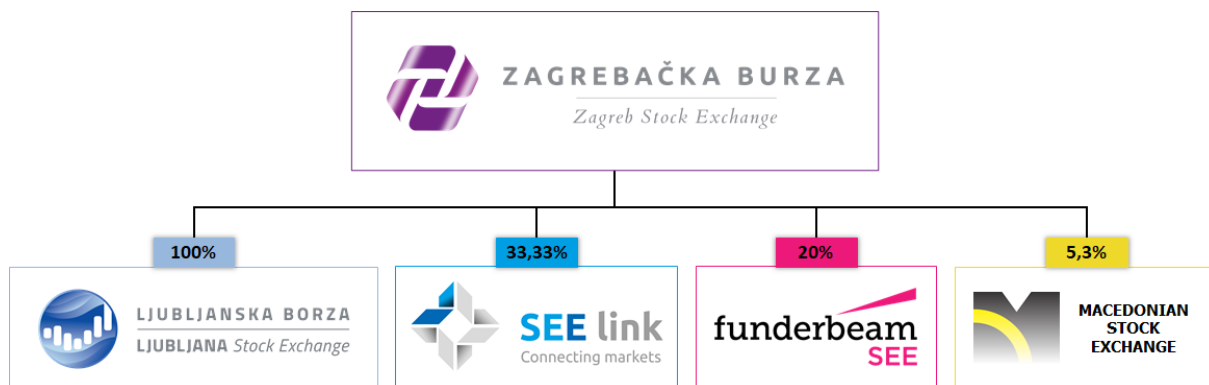 ZAGREBAČKA BURZA
Zagreb Stock Exchange
100%
33,33%
20%
5,3%
LJUBLJANSKA BORZA
LJUBLJANA Stock Exchange
SEE link
Connecting markets
funderbeam
SEE
MACEDONIAN
STOCK
EXCHANGE